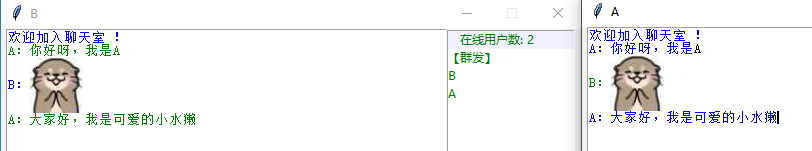 B
欢迎加入聊天室 !
A: 你好呀，我是A
B:
A: 大家好，我是可爱的小水獭
在线用户数: 2
【群发】
B
A
A
欢迎加入聊天室 !
A: 你好呀，我是A
B:
A: 大家好，我是可爱的小水獭